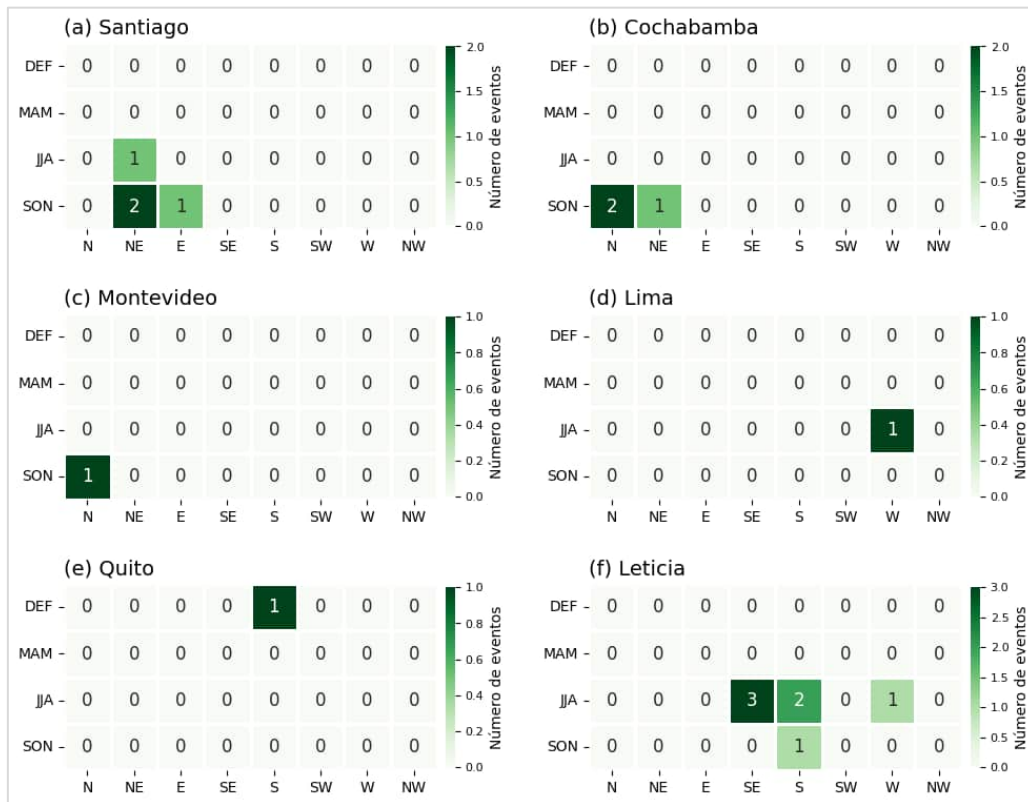 (a) Santiago
DEF 0 0 0 0 0 0 0 0
MAM 0 0 0 0 0 0 0 0
JJA 0 1 0 0 0 0 0 0
SON 0 2 1 0 0 0 0 0
N NE E SE S SW W NW
2.0
1.5
1.0
0.5
0.0
Número de eventos
(b) Cochabamba
DEF 0 0 0 0 0 0 0 0
MAM 0 0 0 0 0 0 0 0
JJA 0 0 0 0 0 0 0 0
SON 2 1 0 0 0 0 0 0
N NE E SE S SW W NW
2.0
1.5
1.0
0.5
0.0
Número de eventos
(c) Montevideo
DEF 0 0 0 0 0 0 0 0
MAM 0 0 0 0 0 0 0 0
JJA 0 0 0 0 0 0 0 0
SON 1 0 0 0 0 0 0 0
N NE E SE S SW W NW
1.0
0.8
0.6
0.4
0.2
0.0
Número de eventos
(d) Lima
DEF 0 0 0 0 0 0 0 0
MAM 0 0 0 0 0 0 0 0
JJA 0 0 0 0 0 0 1 0
SON 0 0 0 0 0 0 0 0
N NE E SE S SW W NW
1.0
0.8
0.6
0.4
0.2
0.0
Número de eventos
(e) Quito
DEF 0 0 0 0 1 0 0 0
MAM 0 0 0 0 0 0 0 0
JJA 0 0 0 0 0 0 0 0
SON 0 0 0 0 0 0 0 0
N NE E SE S SW W NW
1.0
0.8
0.6
0.4
0.2
0.0
Número de eventos
(f) Leticia
DEF 0 0 0 0 0 0 0 0
MAM 0 0 0 0 0 0 0 0
JJA 0 0 0 3 2 0 1 0
SON 0 0 0 0 1 0 0 0
N NE E SE S SW W NW
3.0
2.5
2.0
1.5
1.0
0.5
0.0
Número de eventos